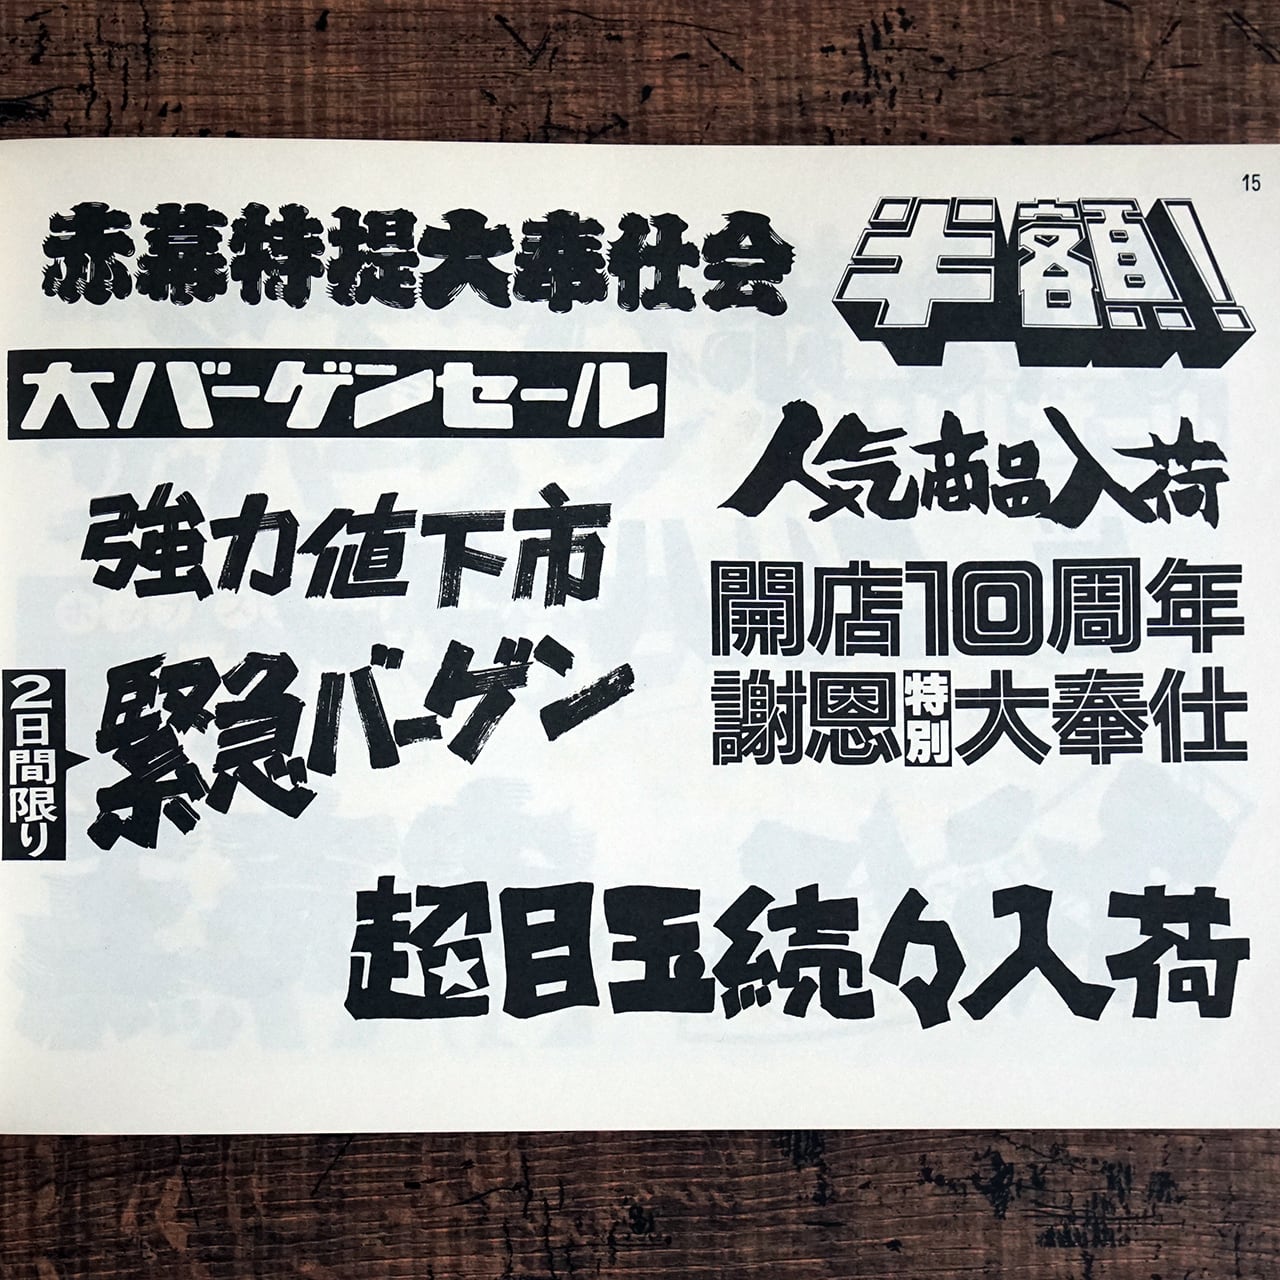 15
赤幕特提大奉仕会
半額!!
大バーゲンセール
人気商品入荷
強力値下市
開店10周年
謝恩特別大奉仕
2日間限り
緊急バーゲン
超目玉続々入荷